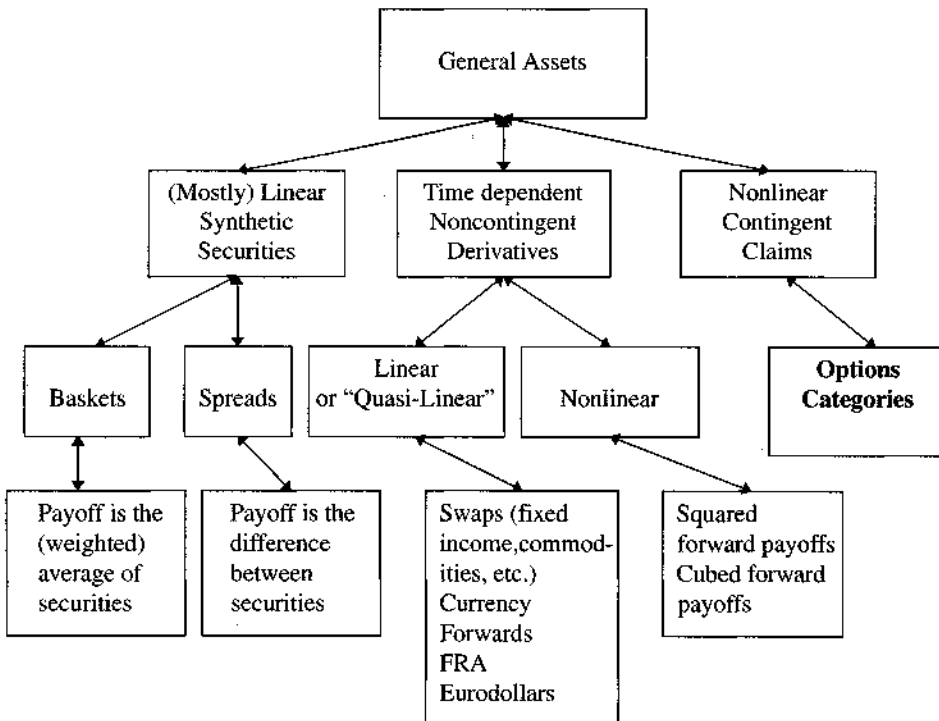 General Assets
(Mostly) Linear
Synthetic
Securities
Time dependent
Noncontingent
Derivatives
Nonlinear
Contingent
Claims
Baskets
Spreads
Linear
or “Quasi-Linear”
Nonlinear
Options
Categories
Payoff is the
(weighted)
average of
securities
Payoff is the
difference
between
securities
Swaps (fixed
income,commod-
ities, etc.)
Currency
Forwards
FRA
Eurodollars
Squared
forward payoffs
Cubed forward
payoffs